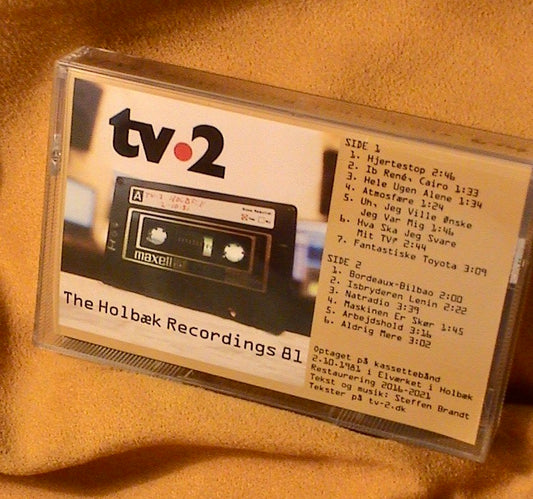 tv·2
A
maxell
The Holbæk Recordings 81
SIDE 1
1. Hjertestop 2:46
2. Ib René, Cairo 1:33
3. Hele Ugen Alene 1:34
4. Atmosfære 1:24
5. Uh, Jeg Ville Ønske
Jeg Var Mig 1:46
6. Hva Ska Jeg Svare
Mit TV? 2:44
7. Fantastiske Toyota 3:09
SIDE 2
1. Bordeaux-Bilbao 2:00
2. Isbryderen Lenin 2:22
3. Natradio 3:39
4. Maskinen Er Skør 1:45
5. Arbejdshold 3:16
6. Aldrig Mere 3:02
Optaget på kassettebånd
2.10.1981 i Elværket i Holbæk
Restaurering 2016-2021
Tekst og musik: Steffen Brandt
Tekster på tv-2.dk